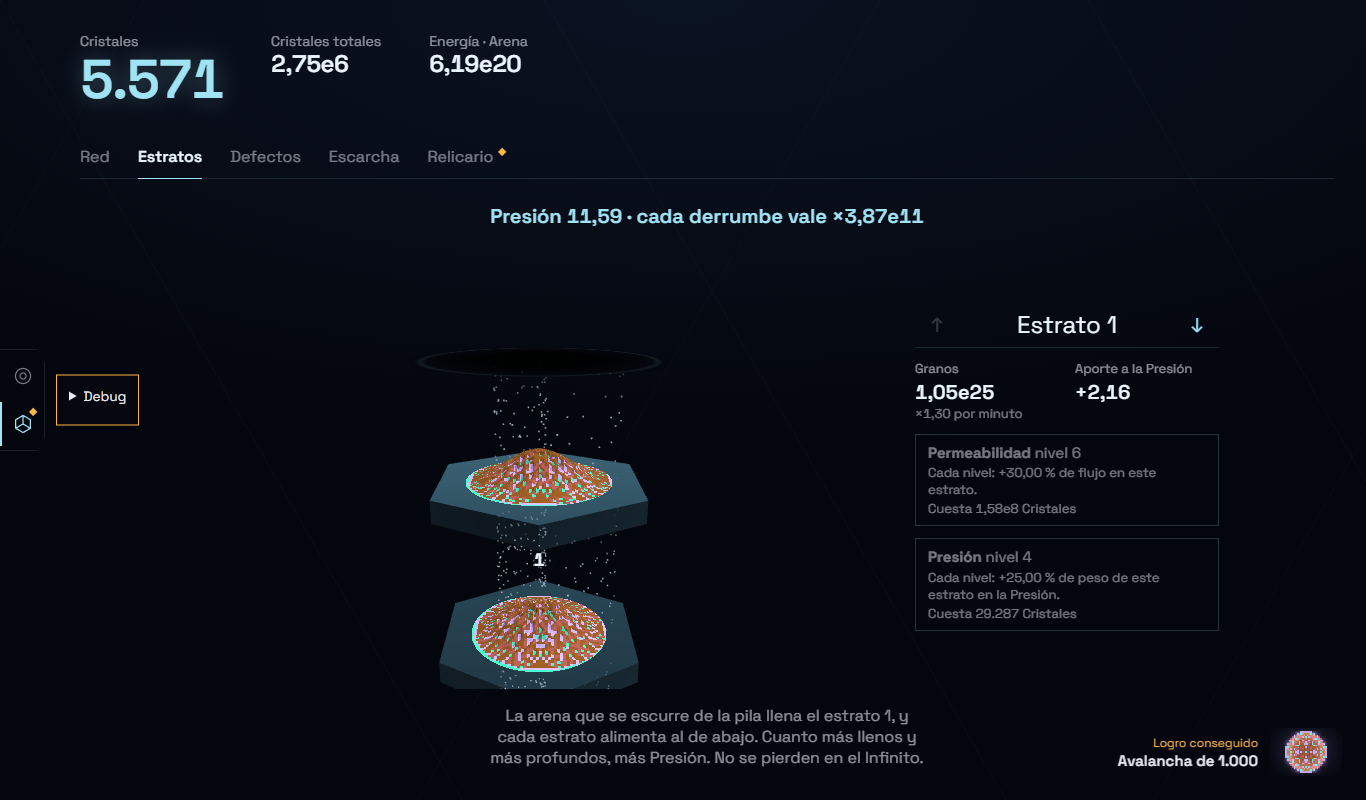 Cristales
5.571
Cristales totales
2,75e6
Energía · Arena
6,19e20
Red
Estratos
Defectos
Escarcha
Relicario
Presión 11,59 · cada derrumbe vale ×3,87e11
Debug
1
Estrato 1
Granos
1,05e25
×1,30 por minuto
Aporte a la Presión
+2,16
Permeabilidad nivel 6
Cada nivel: +30,00 % de flujo en este
estrato.
Cuesta 1,58e8 Cristales
Presión nivel 4
Cada nivel: +25,00 % de peso de este
estrato en la Presión.
Cuesta 29.287 Cristales
La arena que se escurre de la pila llena el estrato 1, y
cada estrato alimenta al de abajo. Cuanto más llenos y
más profundos, más Presión. No se pierden en el Infinito.
Logro conseguido
Avalancha de 1.000